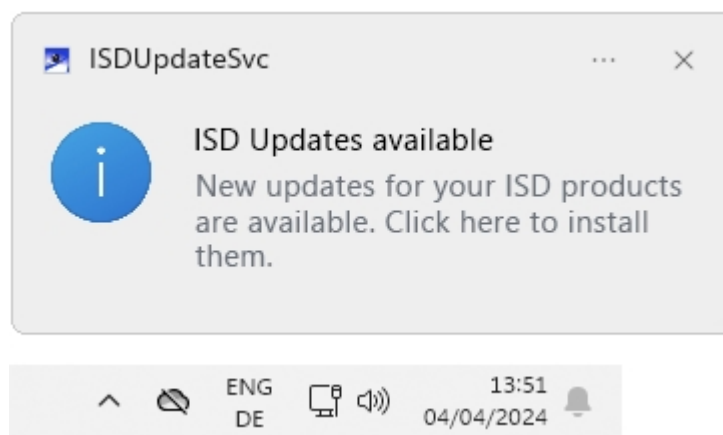 ISDUpdateSvc
ISD Updates available
New updates for your ISD products
are available. Click here to install
them.
ENG
DE
13:51
04/04/2024